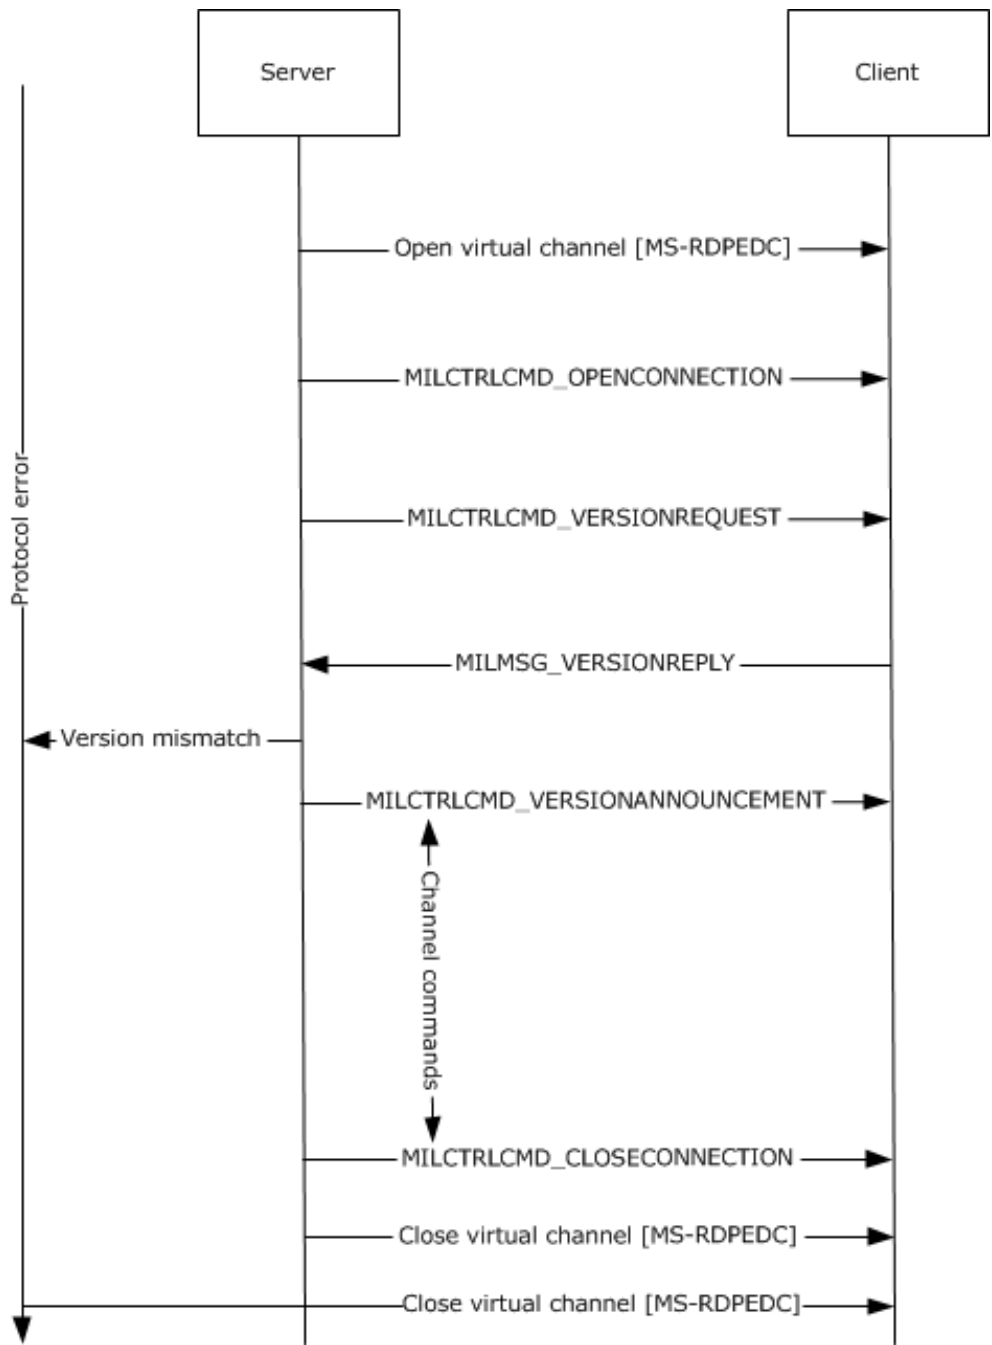 Server
Client
Open virtual channel [MS-RDPEDC]
MILCTRLCMD_OPENCONNECTION
Protocol error
MILCTRLCMD_VERSIONREQUEST
MILMSG_VERSIONREPLY
Version mismatch
MILCTRLCMD_VERSIONANNOUNCEMENT
Channel commands
MILCTRLCMD_CLOSECONNECTION
Close virtual channel [MS-RDPEDC]
Close virtual channel [MS-RDPEDC]